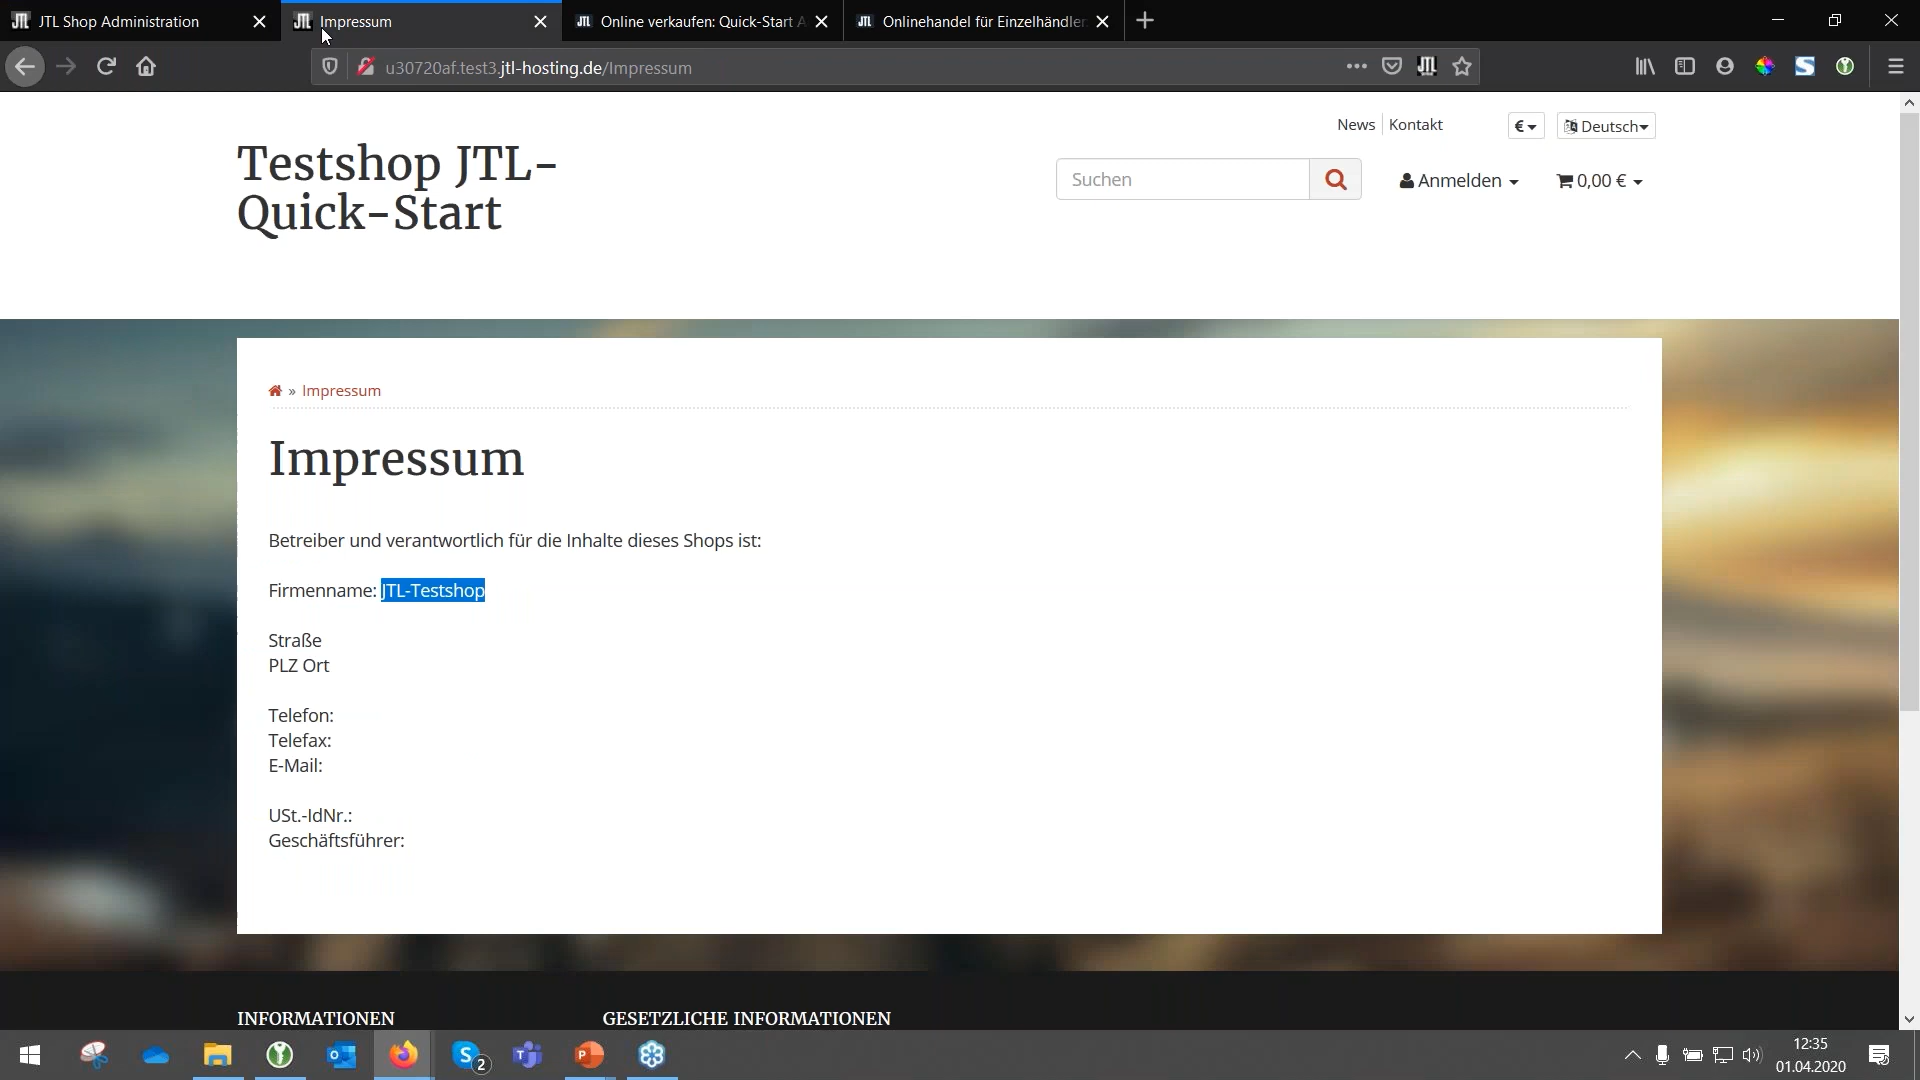 JTL Shop Administration
Impressum
Online verkaufen: Quick-Start A
Onlinehandel für Einzelhändler:
u30720af.test3.jtl-hosting.de/Impressum
News
Kontakt
€
Deutsch
Testshop JTL-
Quick-Start
Suchen
Anmelden
0,00 €
» Impressum
Impressum
Betreiber und verantwortlich für die Inhalte dieses Shops ist:
Firmenname: JTL-Testshop
Straße
PLZ Ort
Telefon:
Telefax:
E-Mail:
USt.-IdNr.:
Geschäftsführer:
INFORMATIONEN
GESETZLICHE INFORMATIONEN
2
12:35
01.04.2020